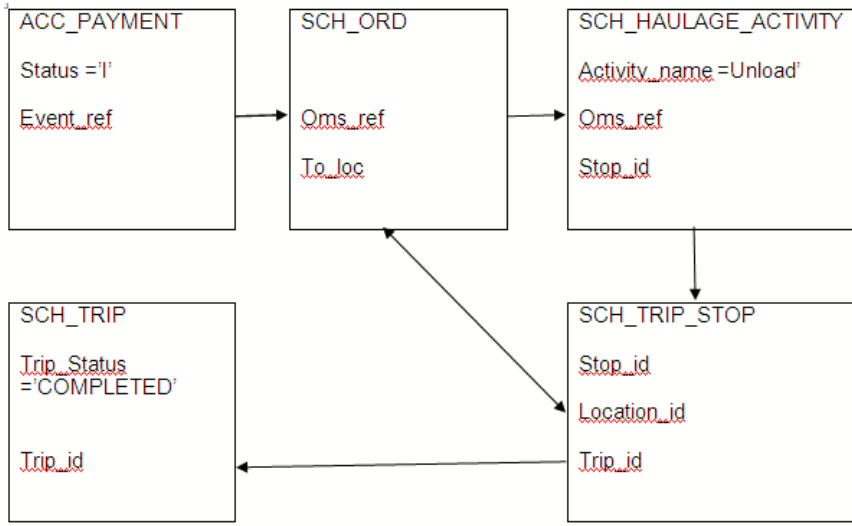 ACC_PAYMENT
Status ='I'
Event_ref
SCH_ORD
Oms_ref
To_loc
SCH_HAULAGE_ACTIVITY
Activity_name =Unload'
Oms_ref
Stop_id
SCH_TRIP
Trip_Status
='COMPLETED'
Trip_id
SCH_TRIP_STOP
Stop_id
Location_id
Trip_id